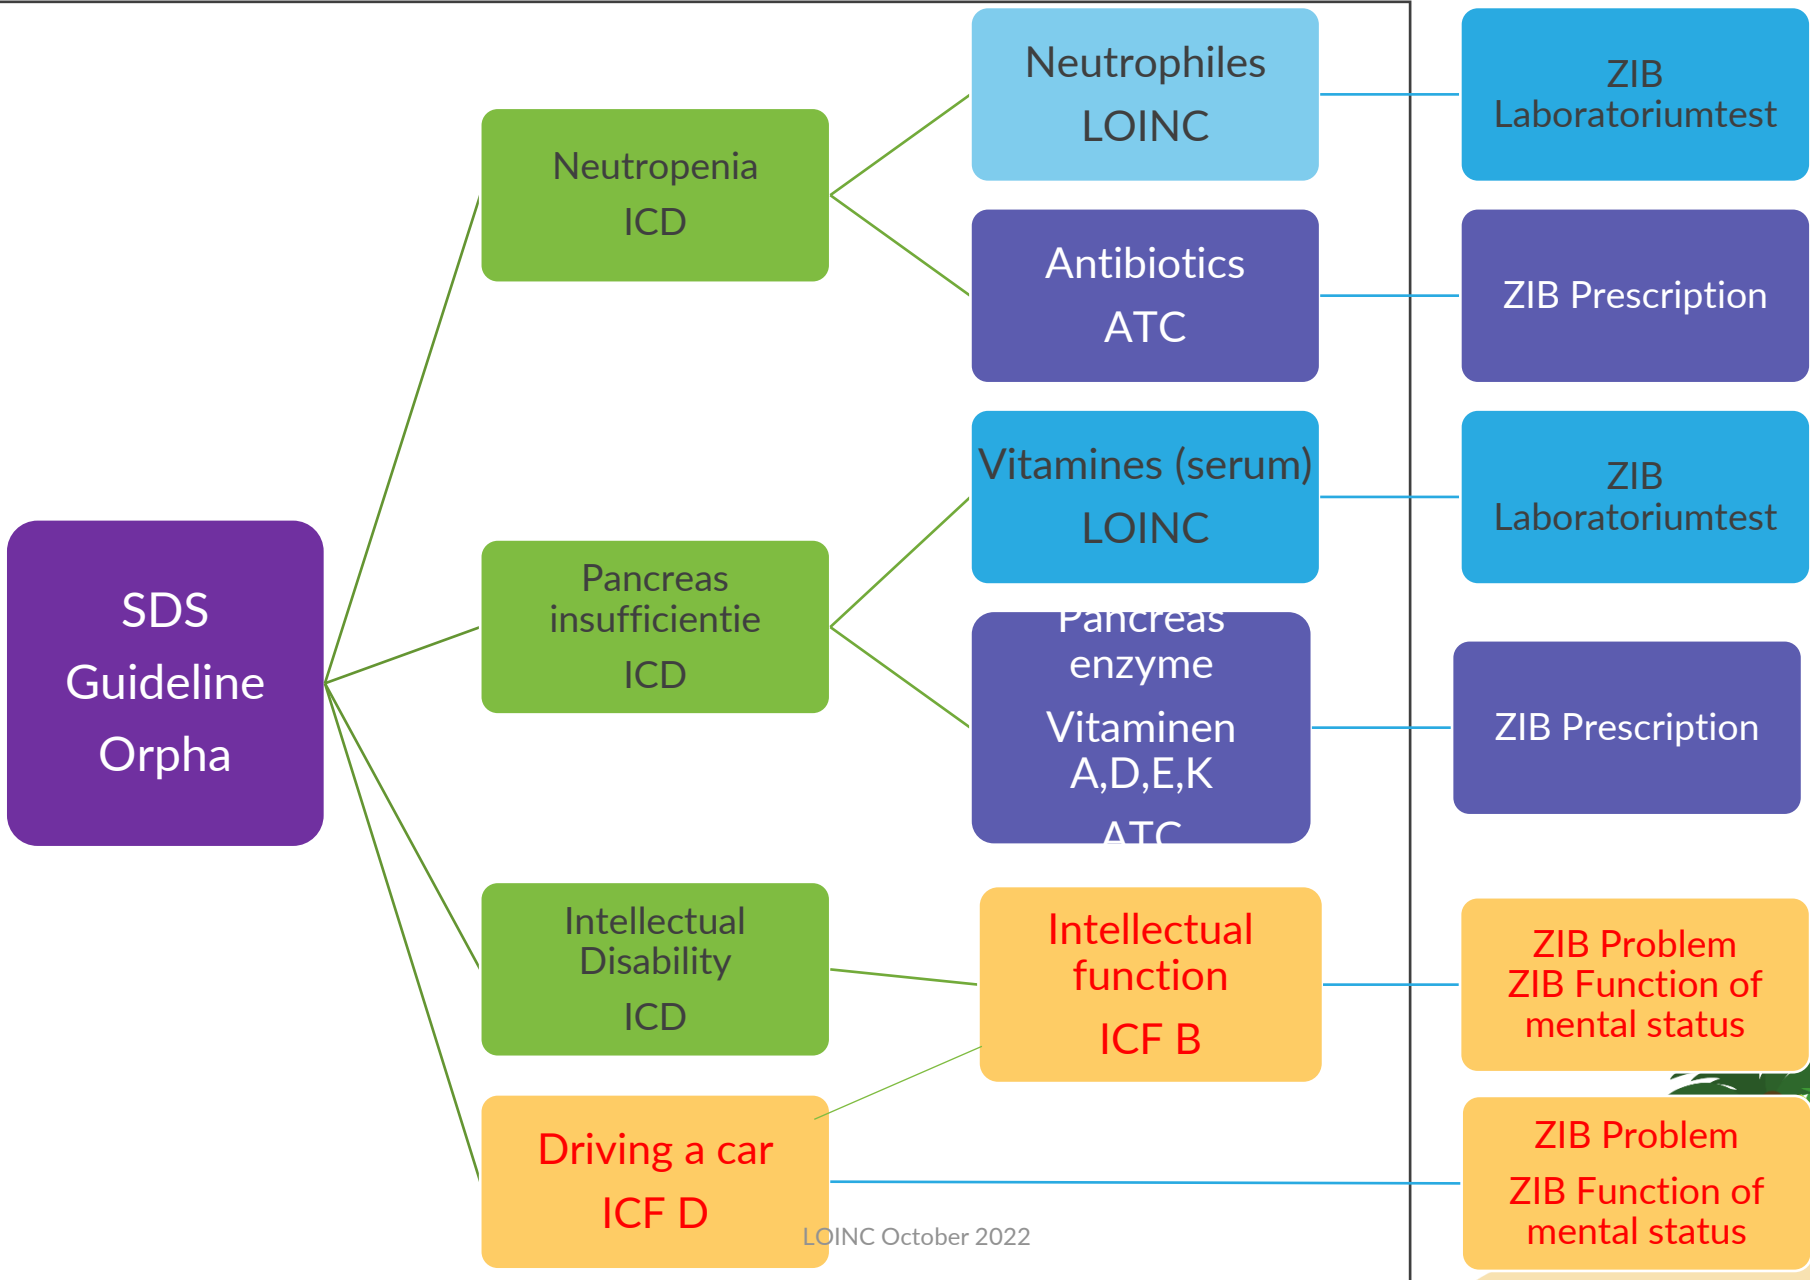 SDS
Guideline
Orpha
Neutropenia
ICD
Pancreas
insufficientie
ICD
Intellectual
Disability
ICD
Driving a car
ICF D
Neutrophiles
LOINC
Antibiotics
ATC
Vitamines (serum)
LOINC
Pancreas
enzyme
Vitaminen
A,D,E,K
ATC
Intellectual
function
ICF B
ZIB
Laboratoriumtest
ZIB Prescription
ZIB
Laboratoriumtest
ZIB Prescription
ZIB Problem
ZIB Function of
mental status
ZIB Problem
ZIB Function of
mental status
LOINC October 2022